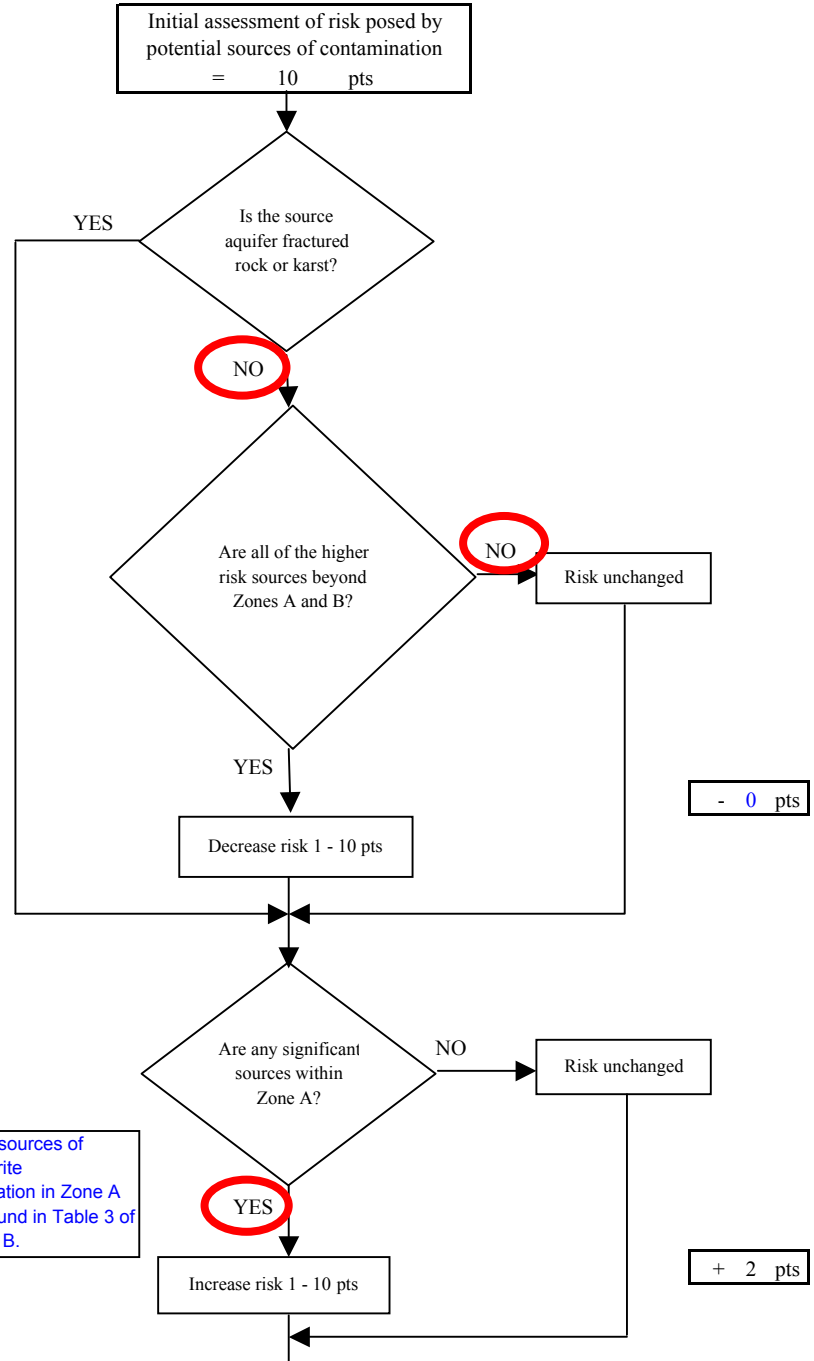 Initial assessment of risk posed by
potential sources of contamination
= 10 pts
YES
Is the source
aquifer fractured
rock or karst?
NO
Are all of the higher
risk sources beyond
Zones A and B?
NO
Risk unchanged
YES
- 0 pts
Decrease risk 1 - 10 pts
Are any significant
sources within
Zone A?
NO
Risk unchanged
sources of
rite
ation in Zone A
und in Table 3 of
B.
YES
Increase risk 1 - 10 pts
+ 2 pts